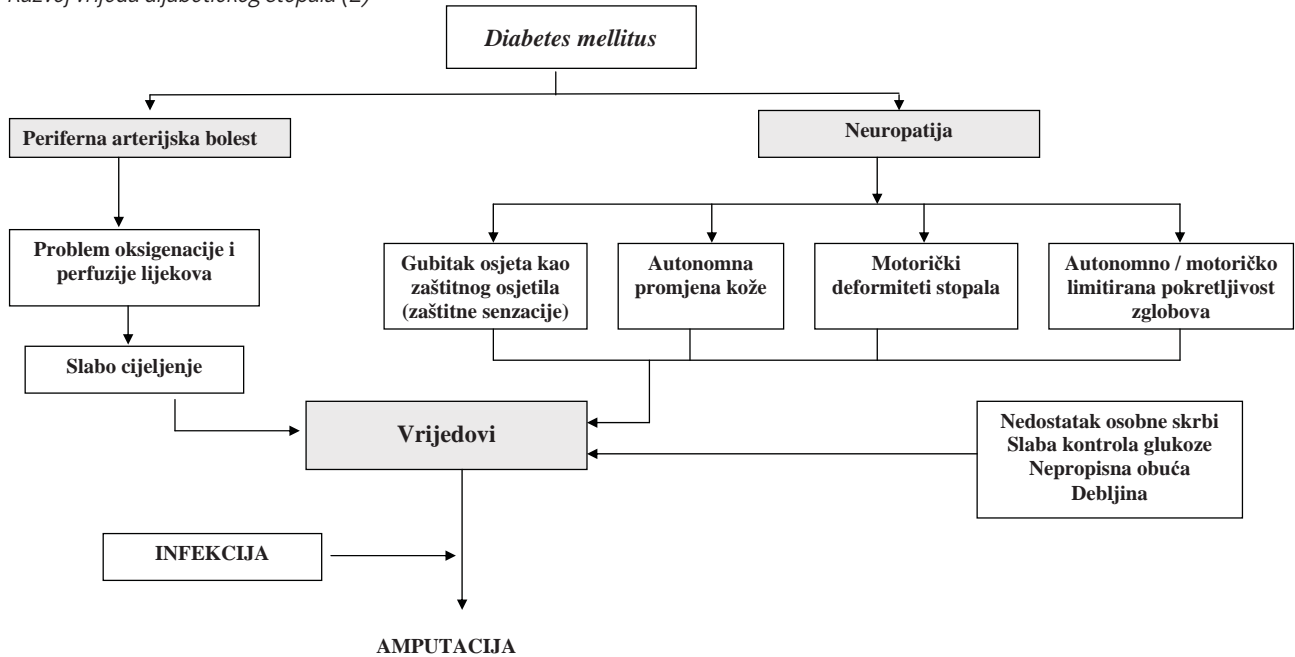 Razvoj vrijeda dijabetičkog stopala (2)
Diabetes mellitus
Periferna arterijska bolest
Neuropatija
Problem oksigenacije i
perfuzije lijekova
Gubitak osjeta kao
zaštitnog osjetila
(zaštitne senzacije)
Autonomna
promjena kože
Motorički
deformiteti stopala
Autonomno / motoričko
limitirana pokretljivost
zglobova
Slabo cijeljenje
Vrijedovi
Nedostatak osobne skrbi
Slaba kontrola glukoze
Nepropisna obuća
Debljina
INFEKCIJA
AMPUTACIJA